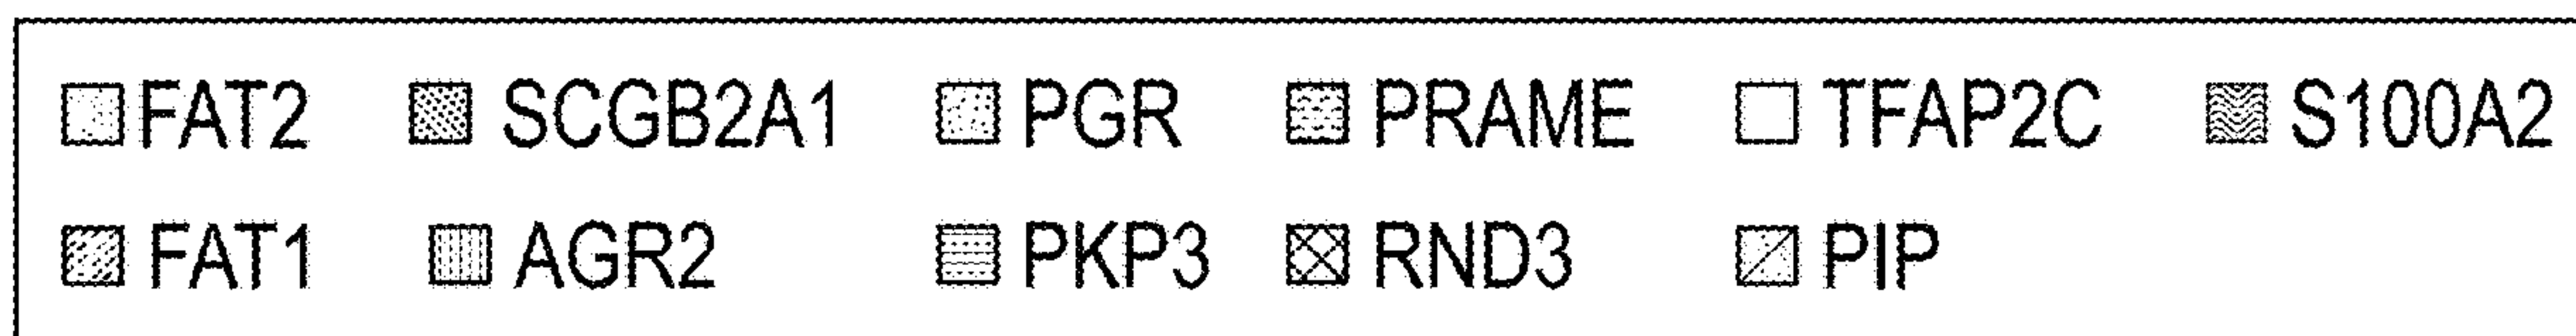 FAT2 SCGB2A1 PGR PRAME TFAP2C S100A2
FAT1 AGR2 PKP3 RND3 PIP